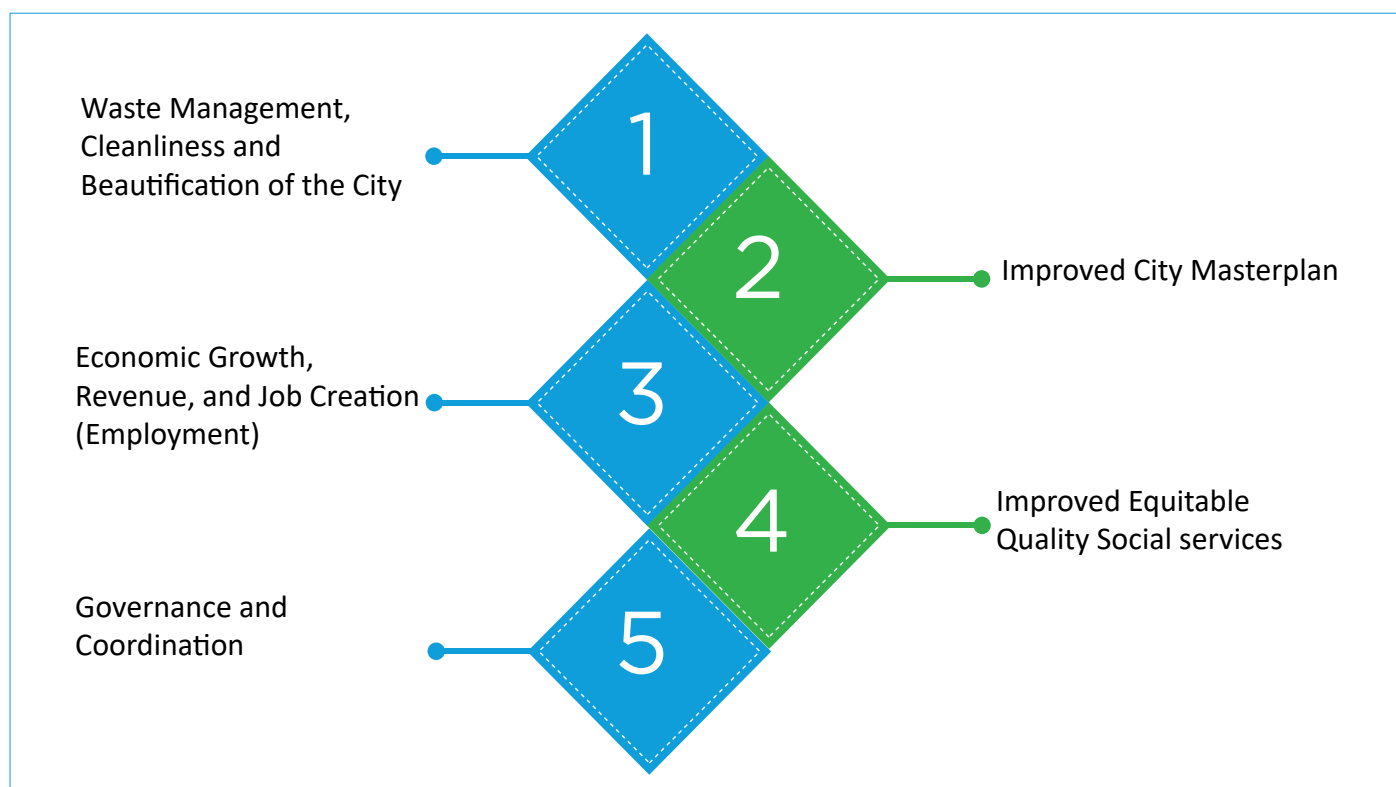 Waste Management,
Cleanliness and
Beautification of the City
1
2
Improved City Masterplan
Economic Growth,
Revenue, and Job Creation
(Employment)
3
4
Improved Equitable
Quality Social services
Governance and
Coordination
5